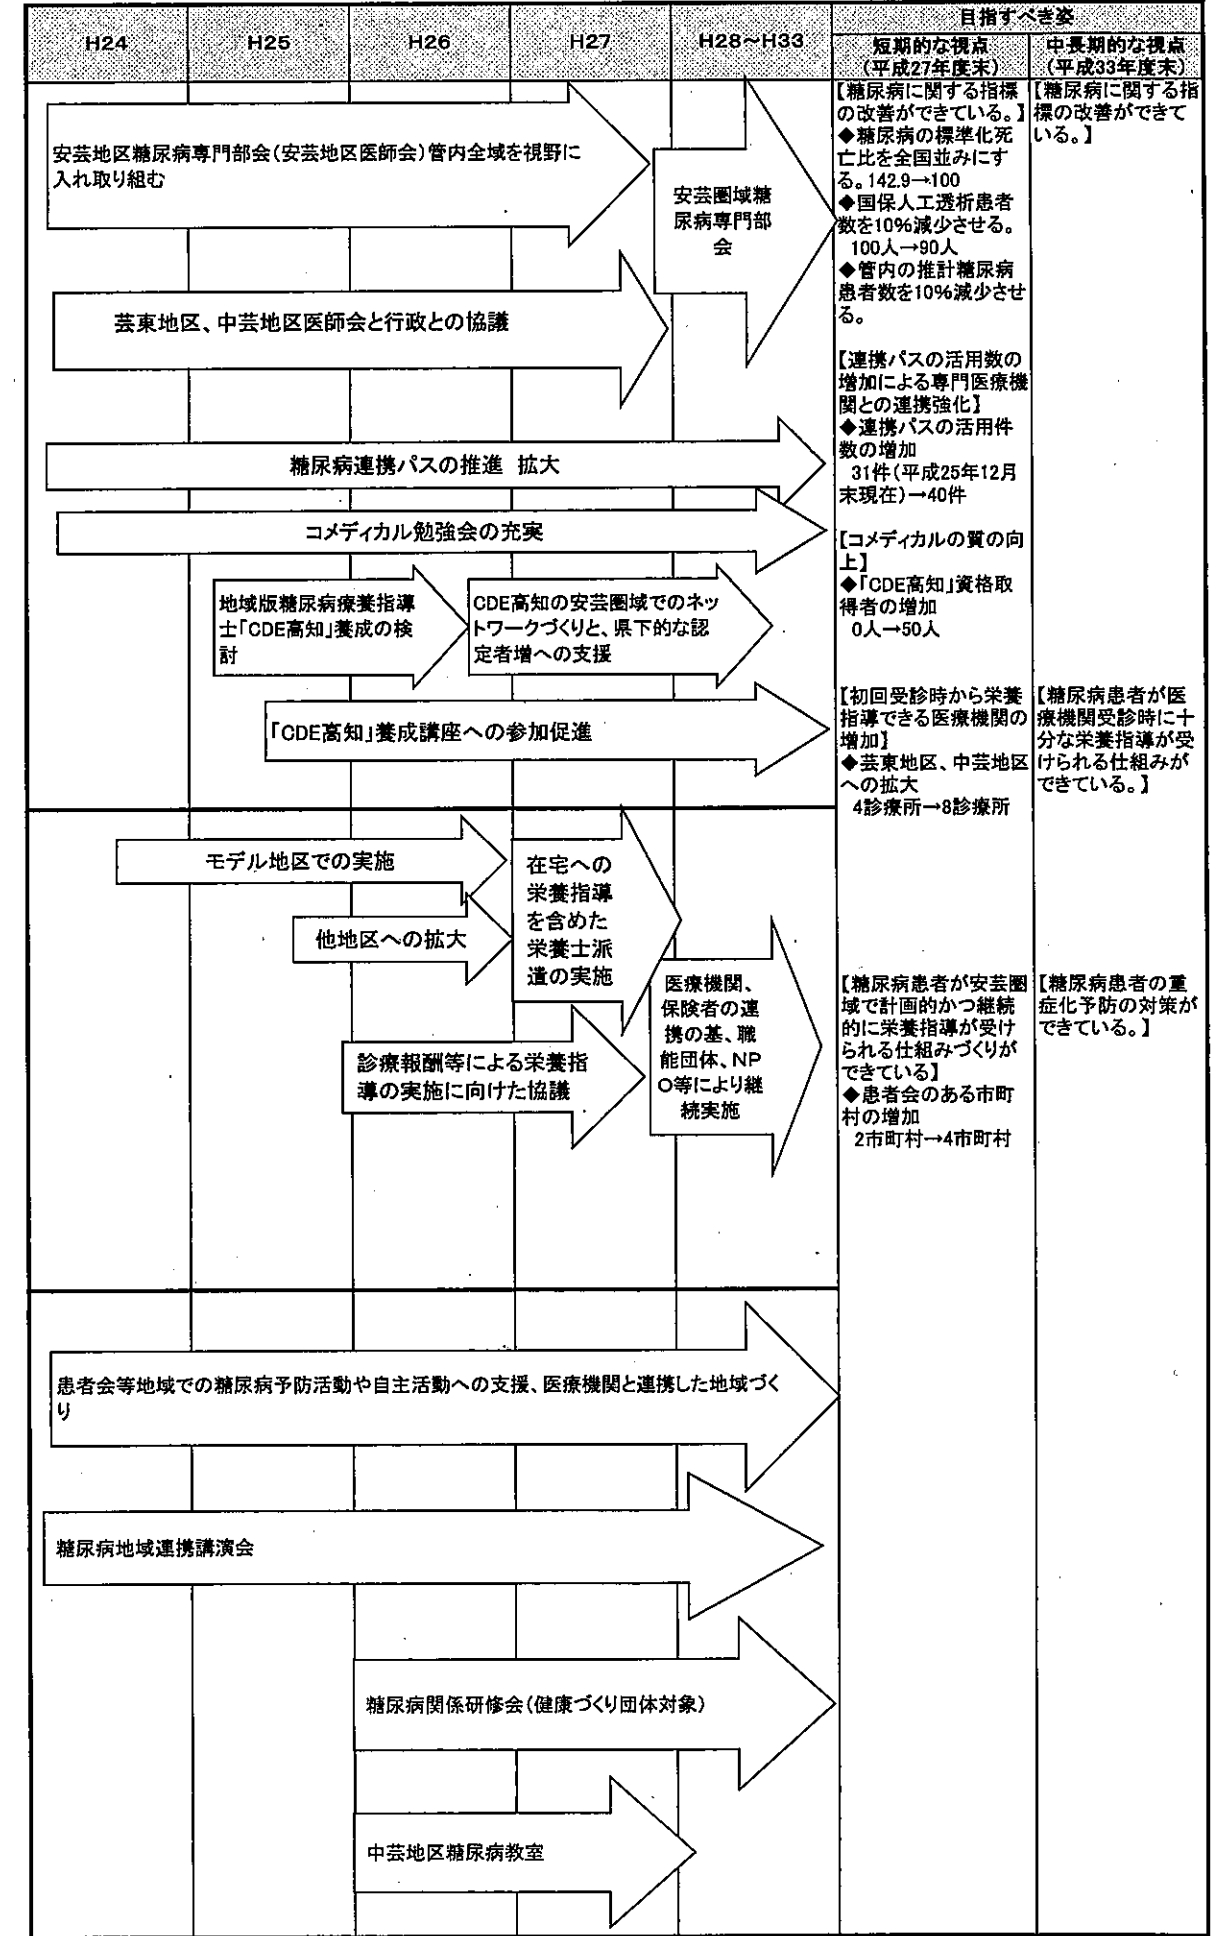 H24
H25
H26
H27
H28～H33
目指すべき姿
短期的な視点
(平成27年度末)
中長期的な視点
(平成33年度末)
安芸地区糖尿病専門部会(安芸地区医師会)管内全域を視野に
入れ取り組む
安芸圏域糖
尿病専門部
会
芸東地区、中芸地区医師会と行政との協議
糖尿病連携パスの推進 拡大
コメディカル勉強会の充実
地域版糖尿病療養指導
士「CDE高知」養成の検
討
CDE高知の安芸圏域でのネッ
トワークづくりと、県下的な認
定者増への支援
「CDE高知」養成講座への参加促進
モデル地区での実施
他地区への拡大
在宅への
栄養指導
を含めた
栄養士派
遣の実施
診療報酬等による栄養指
導の実施に向けた協議
医療機関、
保険者の連
携の基、職
能団体、NP
O等により継
続実施
患者会等地域での糖尿病予防活動や自主活動への支援、医療機関と連携した地域づく
り
糖尿病地域連携講演会
糖尿病関係研修会(健康づくり団体対象)
中芸地区糖尿病教室
【糖尿病に関する指標
の改善ができている。】
◆糖尿病の標準化死
亡比を全国並みにす
る。142.9→100
◆国保人工透析患者
数を10%減少させる。
100人→90人
◆管内の推計糖尿病
患者数を10%減少させ
る。
【連携パスの活用数の
増加による専門医療機
関との連携強化】
◆連携パスの活用件
数の増加
31件(平成25年12月
末現在)→40件
【コメディカルの質の向
上】
◆「CDE高知」資格取
得者の増加
0人→50人
【初回受診時から栄養
指導できる医療機関の
増加】
◆芸東地区、中芸地区
への拡大
4診療所→8診療所
【糖尿病患者が安芸圏
域で計画的かつ継続
的に栄養指導が受け
られる仕組みづくりが
できている】
◆患者会のある市町
村の増加
2市町村→4市町村
【糖尿病に関する指
標の改善ができて
いる。】
【糖尿病患者が医
療機関受診時に十
分な栄養指導が受
けられる仕組みが
できている。】
【糖尿病患者の重
症化予防の対策が
できている。】